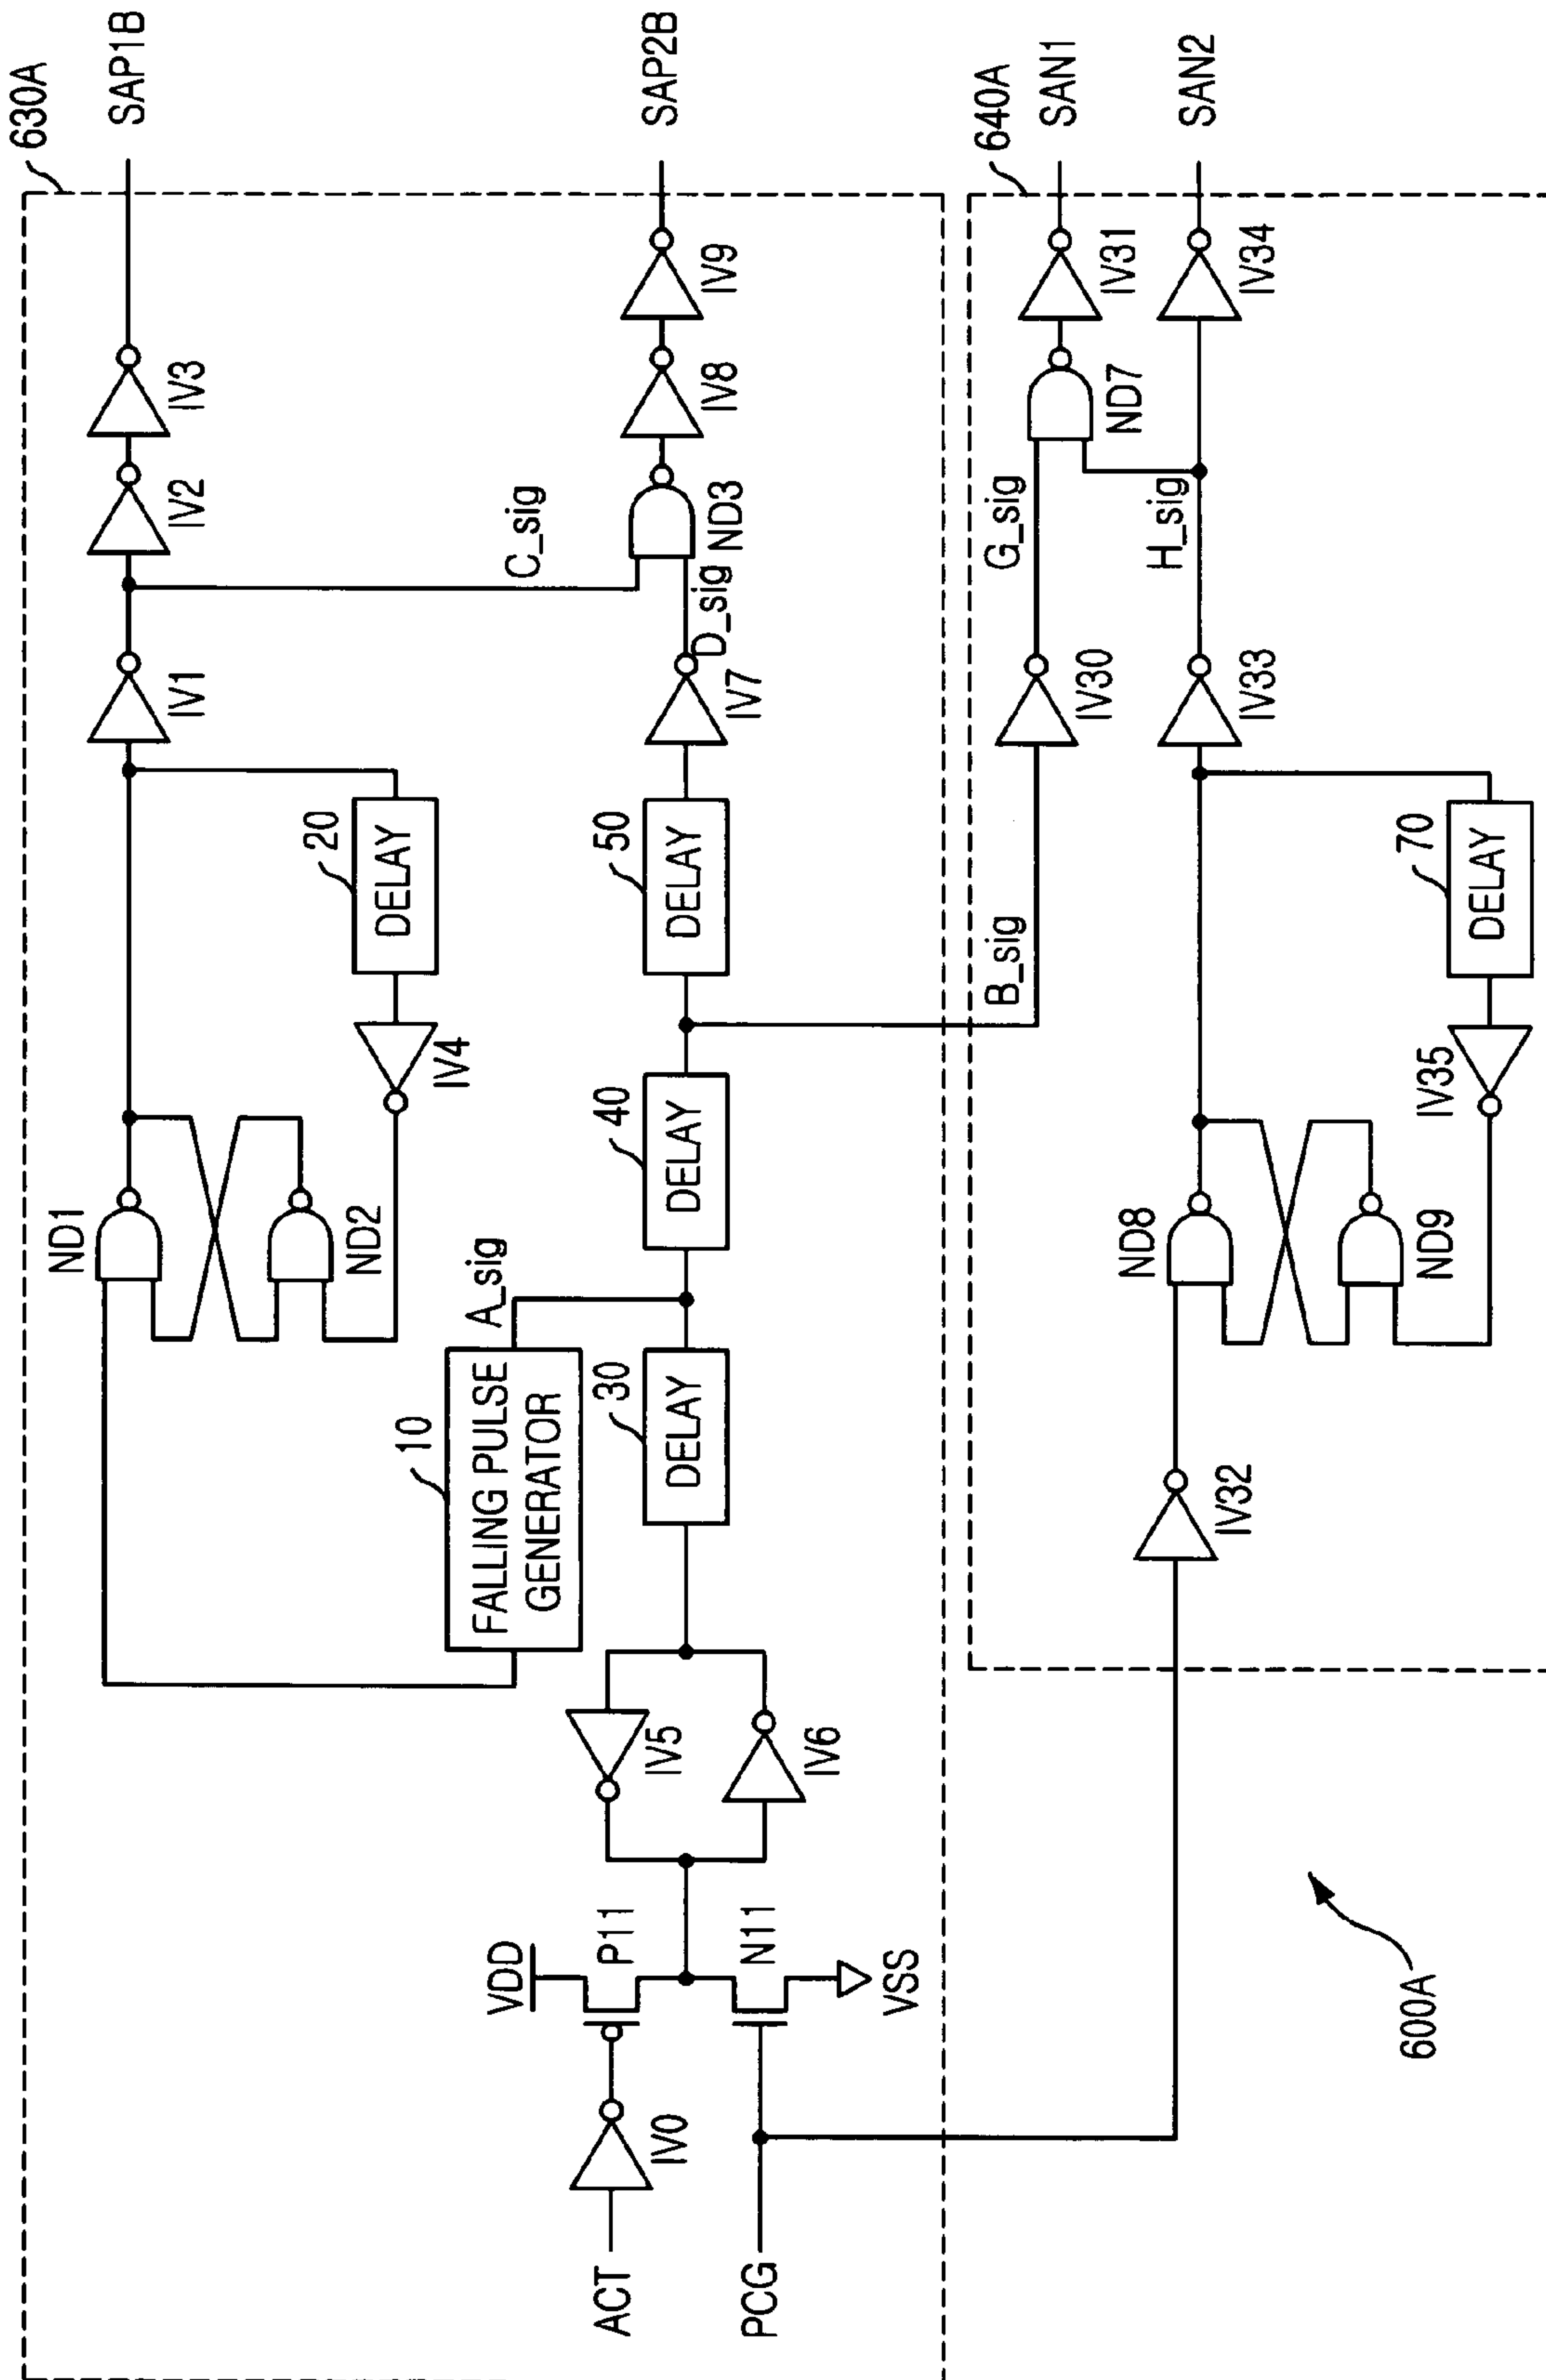 630A
SAP1B
ND1
ND2
IV1
IV2
IV3
20
DELAY
IV4
C_sig
10
FALLING PULSE
GENERATOR
A_sig
VDD
P11
N11
VSS
ACT
IV0
PCG
IV5
IV6
30
DELAY
40
DELAY
50
DELAY
IV7
D_sig
ND3
IV8
IV9
SAP2B
640A
B_sig
IV30
G_sig
ND7
IV31
SAN1
IV32
ND8
ND9
IV33
H_sig
IV34
SAN2
70
DELAY
IV35
600A